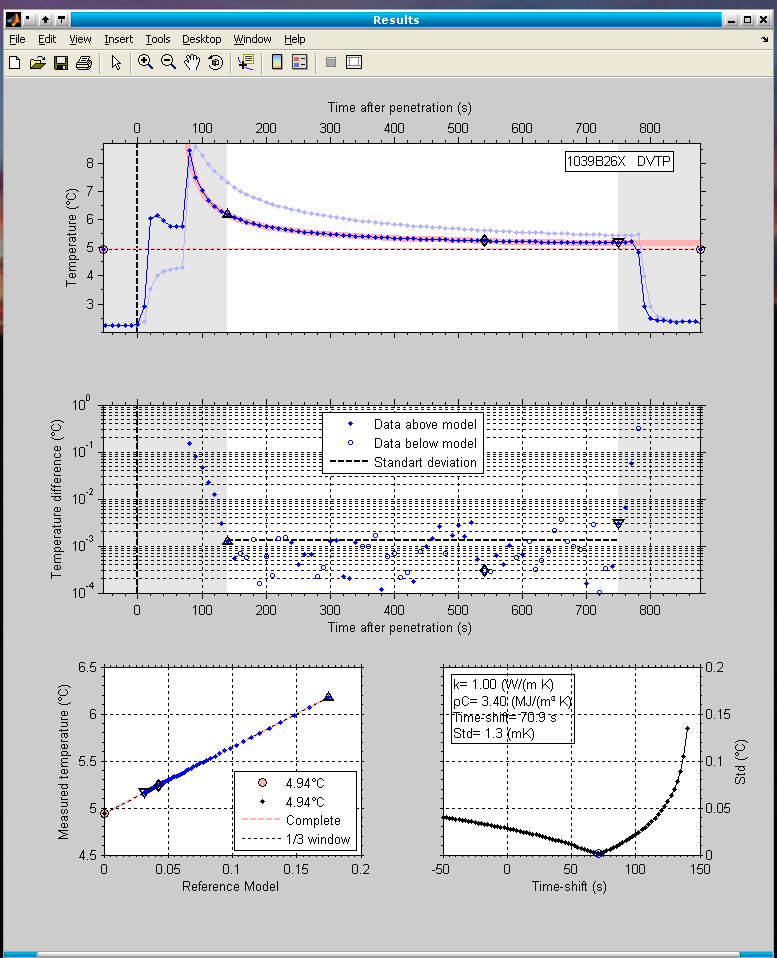 Results
File Edit View Insert Tools Desktop Window Help
Time after penetration (s)
0 100 200 300 400 500 600 700 800
1039B26X DVTP
Temperature (°C)
8
7
6
5
4
3
10^0
10^-1
10^-2
10^-3
10^-4
Temperature difference (°C)
Data above model
Data below model
Standart deviation
0 100 200 300 400 500 600 700 800
Time after penetration (s)
6.5
6
5.5
5
4.5
Measured temperature (°C)
4.94°C
4.94°C
Complete
1/3 window
0 0.05 0.1 0.15 0.2
Reference Model
k= 1.00 (W/(m K)
ρC= 3.40 (MJ/(m³ K)
Time-shift= 70.9 s
Std= 1.3 (mK)
0.2
0.15
0.1
0.05
0
Std (°C)
-50 0 50 100 150
Time-shift (s)